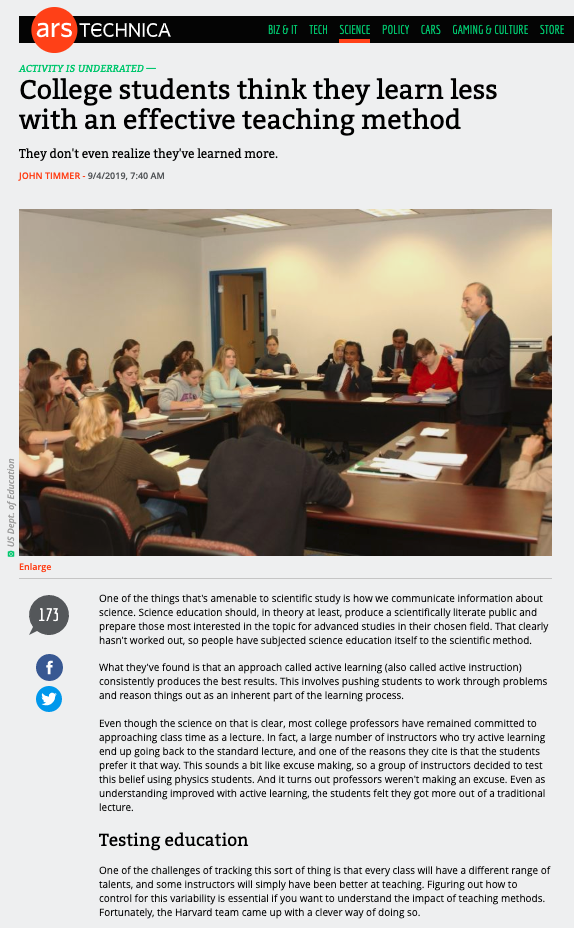 ars TECHNICA
BIZ & IT TECH SCIENCE POLICY CARS GAMING & CULTURE STORE
ACTIVITY IS UNDERRATED —
College students think they learn less
with an effective teaching method
They don't even realize they've learned more.
JOHN TIMMER - 9/4/2019, 7:40 AM
US Dept. of Education
Enlarge
173
One of the things that's amenable to scientific study is how we communicate information about
science. Science education should, in theory at least, produce a scientifically literate public and
prepare those most interested in the topic for advanced studies in their chosen field. That clearly
hasn't worked out, so people have subjected science education itself to the scientific method.
What they've found is that an approach called active learning (also called active instruction)
consistently produces the best results. This involves pushing students to work through problems
and reason things out as an inherent part of the learning process.
Even though the science on that is clear, most college professors have remained committed to
approaching class time as a lecture. In fact, a large number of instructors who try active learning
end up going back to the standard lecture, and one of the reasons they cite is that the students
prefer it that way. This sounds a bit like excuse making, so a group of instructors decided to test
this belief using physics students. And it turns out professors weren't making an excuse. Even as
understanding improved with active learning, the students felt they got more out of a traditional
lecture.
Testing education
One of the challenges of tracking this sort of thing is that every class will have a different range of
talents, and some instructors will simply have been better at teaching. Figuring out how to
control for this variability is essential if you want to understand the impact of teaching methods.
Fortunately, the Harvard team came up with a clever way of doing so.